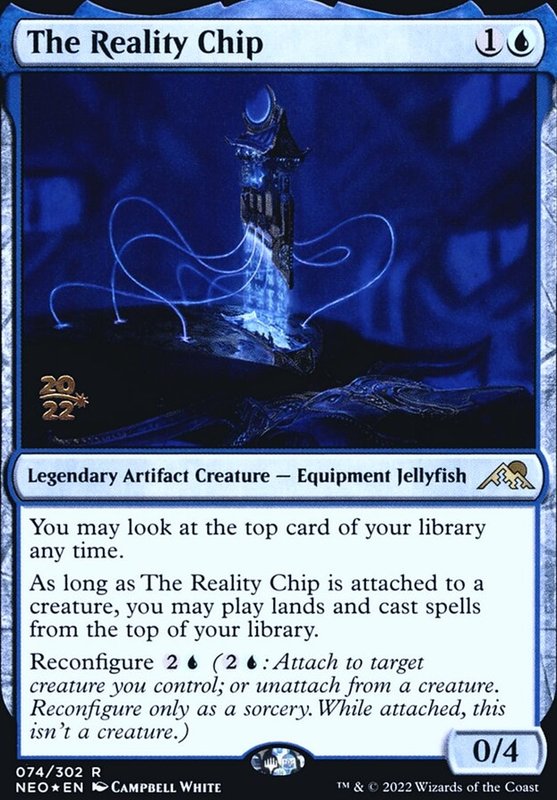 The Reality Chip 1
20
22
Legendary Artifact Creature — Equipment Jellyfish
You may look at the top card of your library
any time.
As long as The Reality Chip is attached to a
creature, you may play lands and cast spells
from the top of your library.
Reconfigure 2 (2 : Attach to target
creature you control; or unattach from a creature.
Reconfigure only as a sorcery. While attached, this
isn't a creature.)
0/4
074/302 R
NEO★EN CAMPBELL WHITE
™ & © 2022 Wizards of the Coast